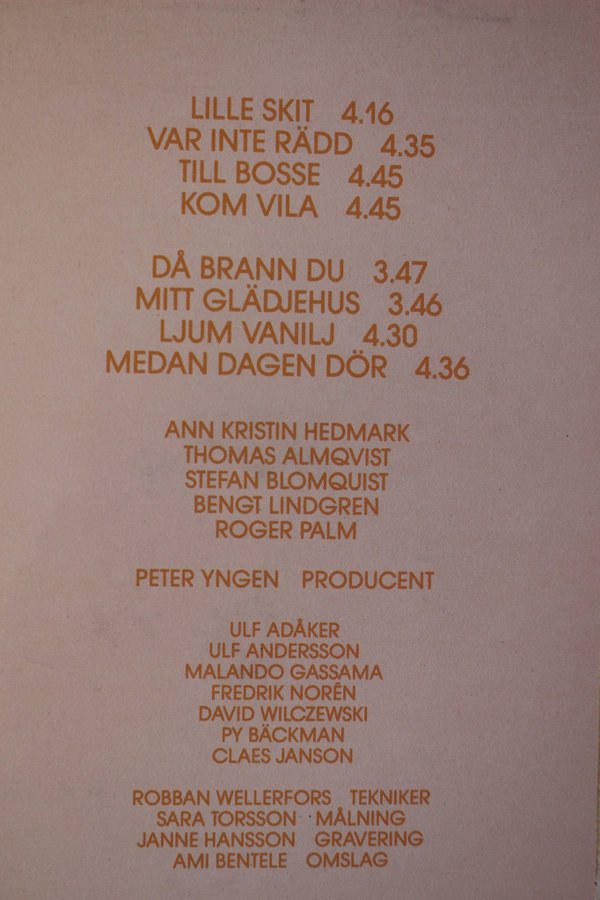 LILLE SKIT 4.16
VAR INTE RÄDD 4.35
TILL BOSSE 4.45
KOM VILA 4.45
DÅ BRANN DU 3.47
MITT GLÄDJEHUS 3.46
LJUM VANILJ 4.30
MEDAN DAGEN DÖR 4.36
ANN KRISTIN HEDMARK
THOMAS ALMQVIST
STEFAN BLOMQUIST
BENGT LINDGREN
ROGER PALM
PETER YNGEN PRODUCENT
ULF ADÅKER
ULF ANDERSSON
MALANDO GASSAMA
FREDRIK NORÉN
DAVID WILCZEWSKI
PY BÄCKMAN
CLAES JANSON
ROBBAN WELLERFORS TEKNIKER
SARA TORSSON MÅLNING
JANNE HANSSON GRAVERING
AMI BENTELE OMSLAG